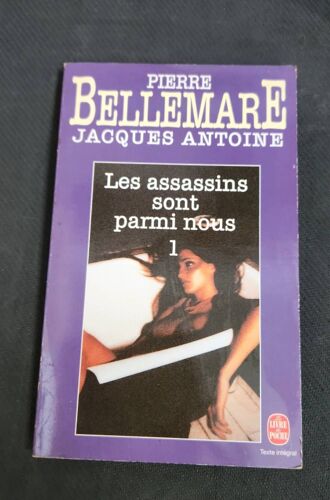 PIERRE
BELLEMARE
JACQUES ANTOINE
Les assassins
sont
parmi nous
1
LE LIVRE
DE POCHE
Texte intégral